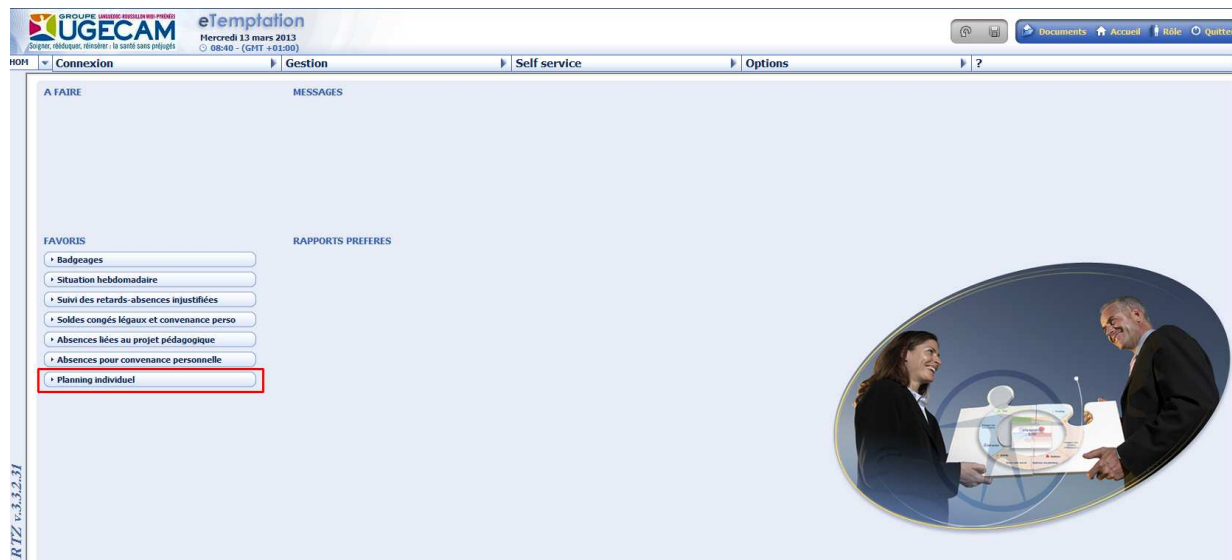 GROUPE LANGUEDOC-ROUSSILLON MIDI-PYRÉNÉES
UGECAM
Soigner, rééduquer, réinsérer : la santé sans préjugés
eTemptation
Mercredi 13 mars 2013
08:40 - (GMT +01:00)
Documents Accueil Rôle Quitter
HOM Connexion Gestion Self service Options ?
A FAIRE MESSAGES
FAVORIS RAPPORTS PREFERES
Badgeages
Situation hebdomadaire
Suivi des retards-absences injustifiées
Soldes congés légaux et convenance perso
Absences liées au projet pédagogique
Absences pour convenance personnelle
Planning individuel
RTZ v.3.3.2.31